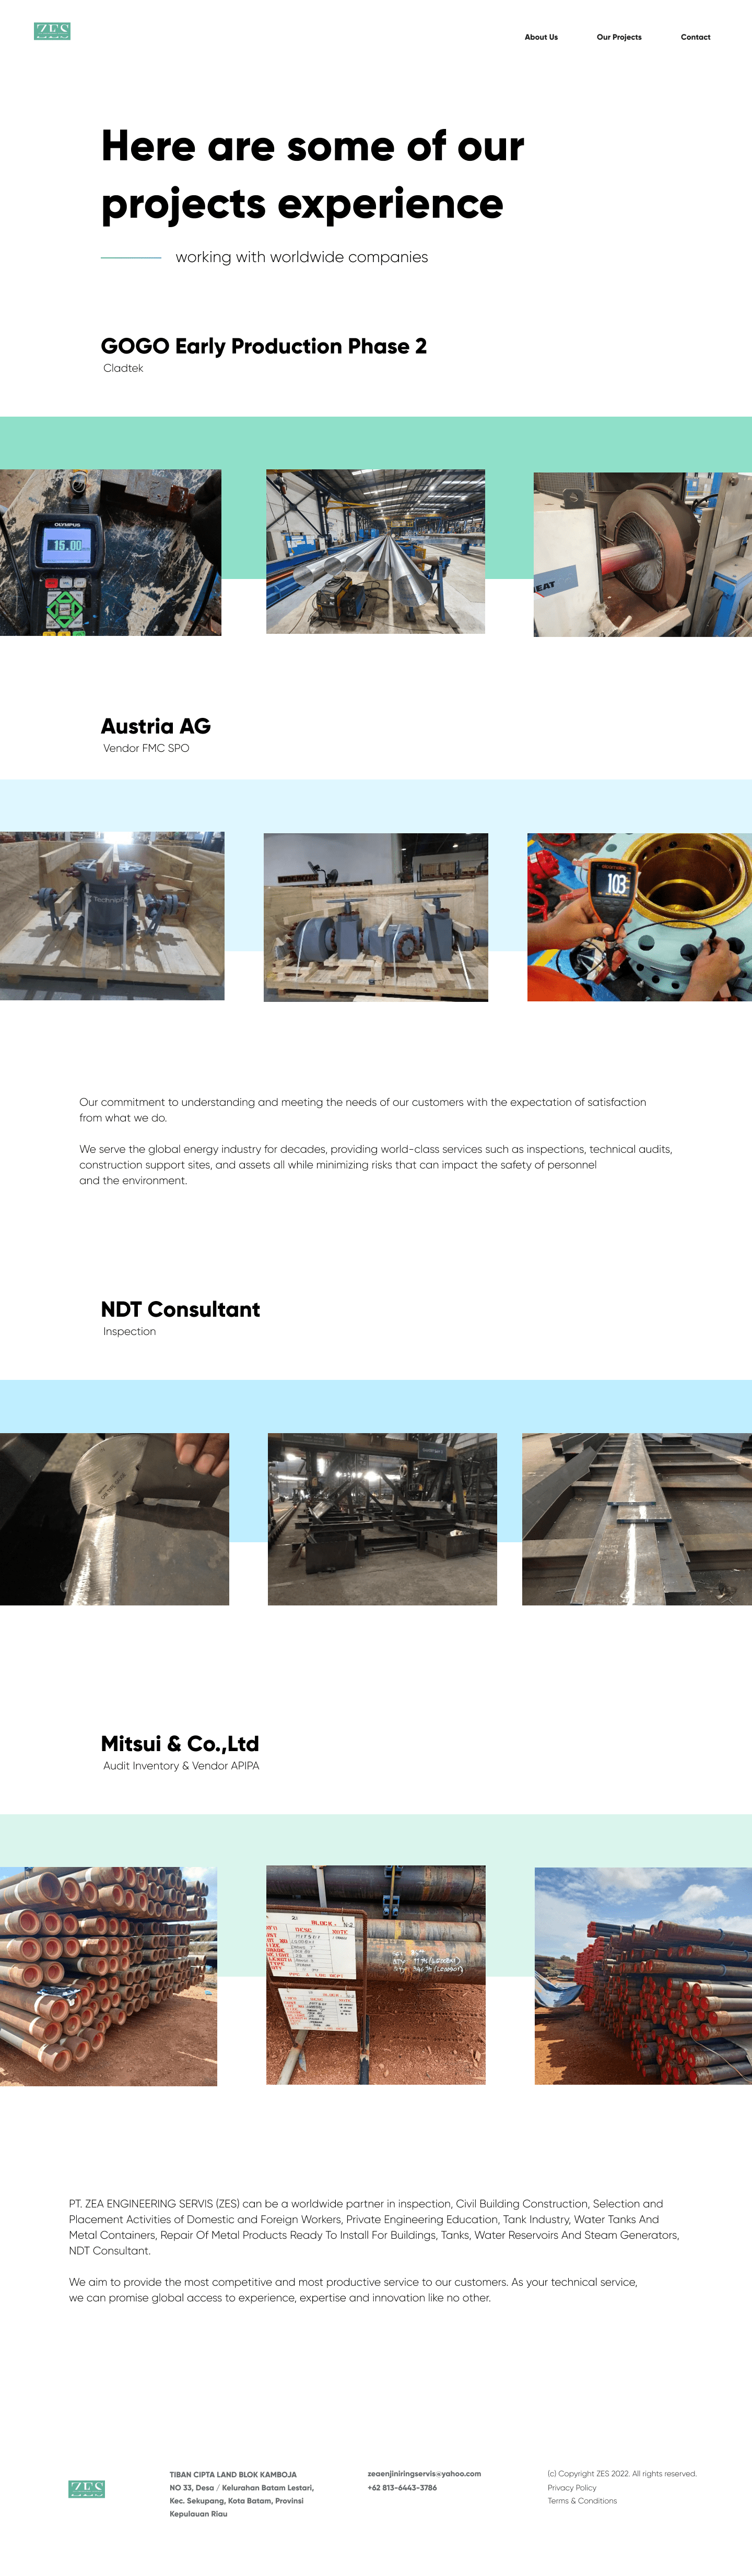 ZES
About Us
Our Projects
Contact
Here are some of our
projects experience
working with worldwide companies
GOGO Early Production Phase 2
Cladtek
OLYMPUS
15.00
HEAT
Austria AG
Vendor FMC SPO
103
Our commitment to understanding and meeting the needs of our customers with the expectation of satisfaction
from what we do.
We serve the global energy industry for decades, providing world-class services such as inspections, technical audits,
construction support sites, and assets all while minimizing risks that can impact the safety of personnel
and the environment.
NDT Consultant
Inspection
Mitsui & Co.,Ltd
Audit Inventory & Vendor APIPA
BLOCK
N-2
DESC
NOTE
MITSUI
PT. ZEA ENGINEERING SERVIS (ZES) can be a worldwide partner in inspection, Civil Building Construction, Selection and
Placement Activities of Domestic and Foreign Workers, Private Engineering Education, Tank Industry, Water Tanks And
Metal Containers, Repair Of Metal Products Ready To Install For Buildings, Tanks, Water Reservoirs And Steam Generators,
NDT Consultant.
We aim to provide the most competitive and most productive service to our customers. As your technical service,
we can promise global access to experience, expertise and innovation like no other.
ZES
TIBAN CIPTA LAND BLOK KAMBOJA
NO 33, Desa / Kelurahan Batam Lestari,
Kec. Sekupang, Kota Batam, Provinsi
Kepulauan Riau
zeaenjiniringservis@yahoo.com
+62 813-6443-3786
(c) Copyright ZES 2022. All rights reserved.
Privacy Policy
Terms & Conditions